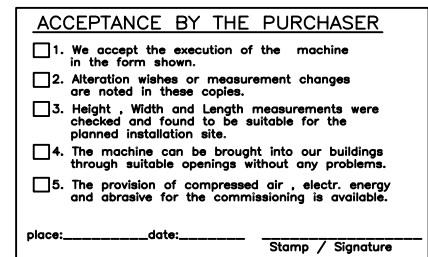 ACCEPTANCE BY THE PURCHASER
1. We accept the execution of the machine
in the form shown.
2. Alteration wishes or measurement changes
are noted in these copies.
3. Height , Width and Length measurements were
checked and found to be suitable for the
planned installation site.
4. The machine can be brought into our buildings
through suitable openings without any problems.
5. The provision of compressed air , electr. energy
and abrasive for the commissioning is available.
place:__________date:_______ _________________
Stamp / Signature